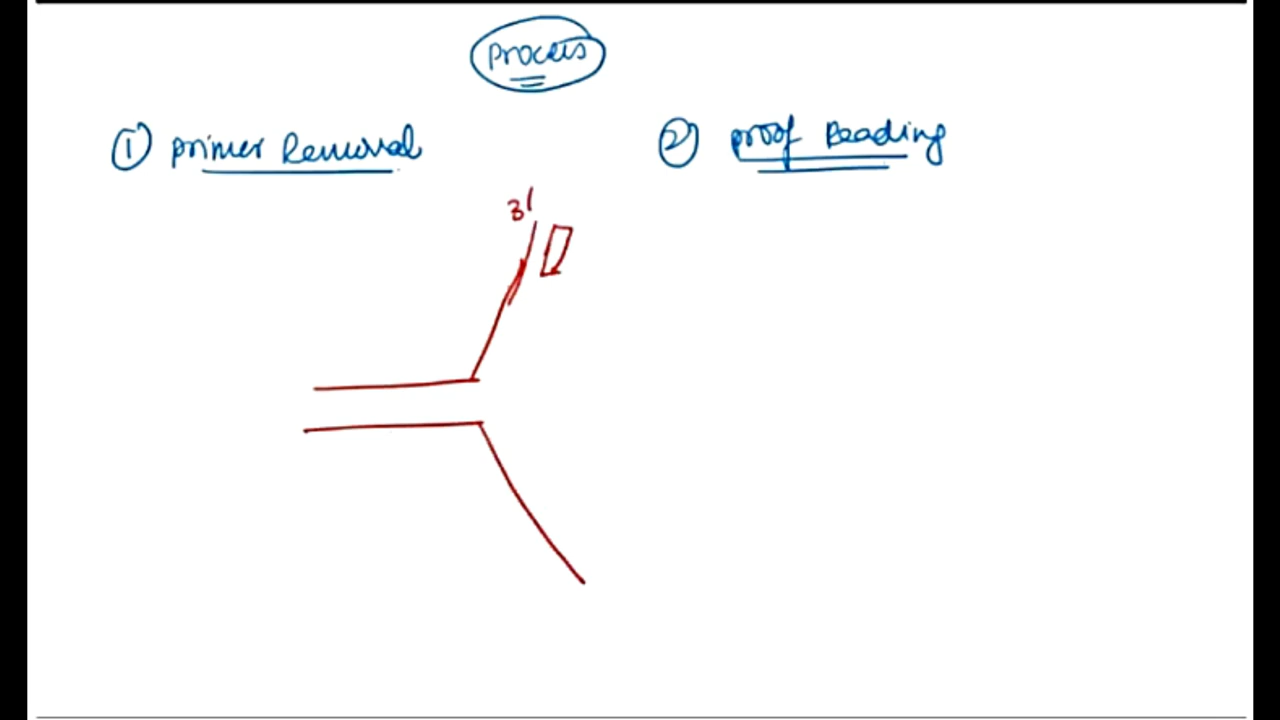 Process
① Primer Removal
② Proof Reading
3'